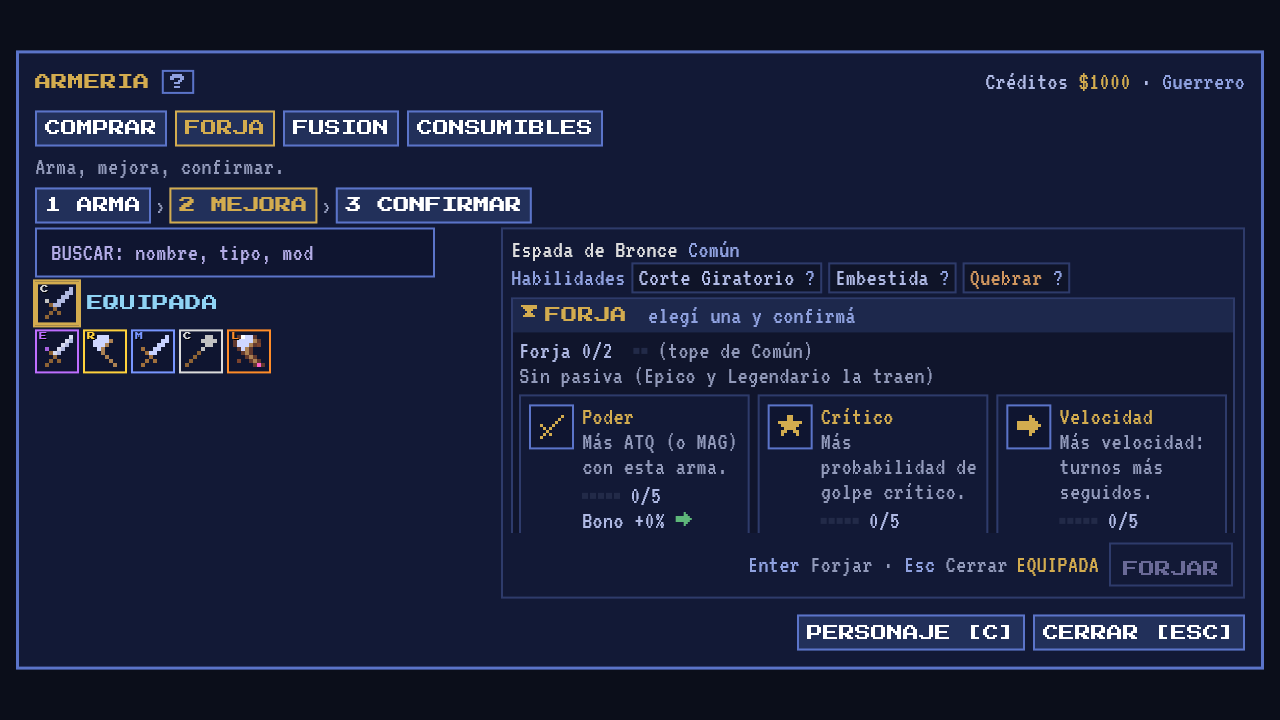 ARMERIA ?
Créditos $1000 · Guerrero
COMPRAR FORJA FUSION CONSUMIBLES
Arma, mejora, confirmar.
1 ARMA › 2 MEJORA › 3 CONFIRMAR
BUSCAR: nombre, tipo, mod
C EQUIPADA
E R M C L
Espada de Bronce Común
Habilidades Corte Giratorio ? Embestida ? Quebrar ?
FORJA elegí una y confirmá
Forja 0/2 (tope de Común)
Sin pasiva (Epico y Legendario la traen)
Poder
Más ATQ (o MAG)
con esta arma.
0/5
Bono +0%
Crítico
Más
probabilidad de
golpe crítico.
0/5
Velocidad
Más velocidad:
turnos más
seguidos.
0/5
Enter Forjar · Esc Cerrar EQUIPADA FORJAR
PERSONAJE [C] CERRAR [ESC]